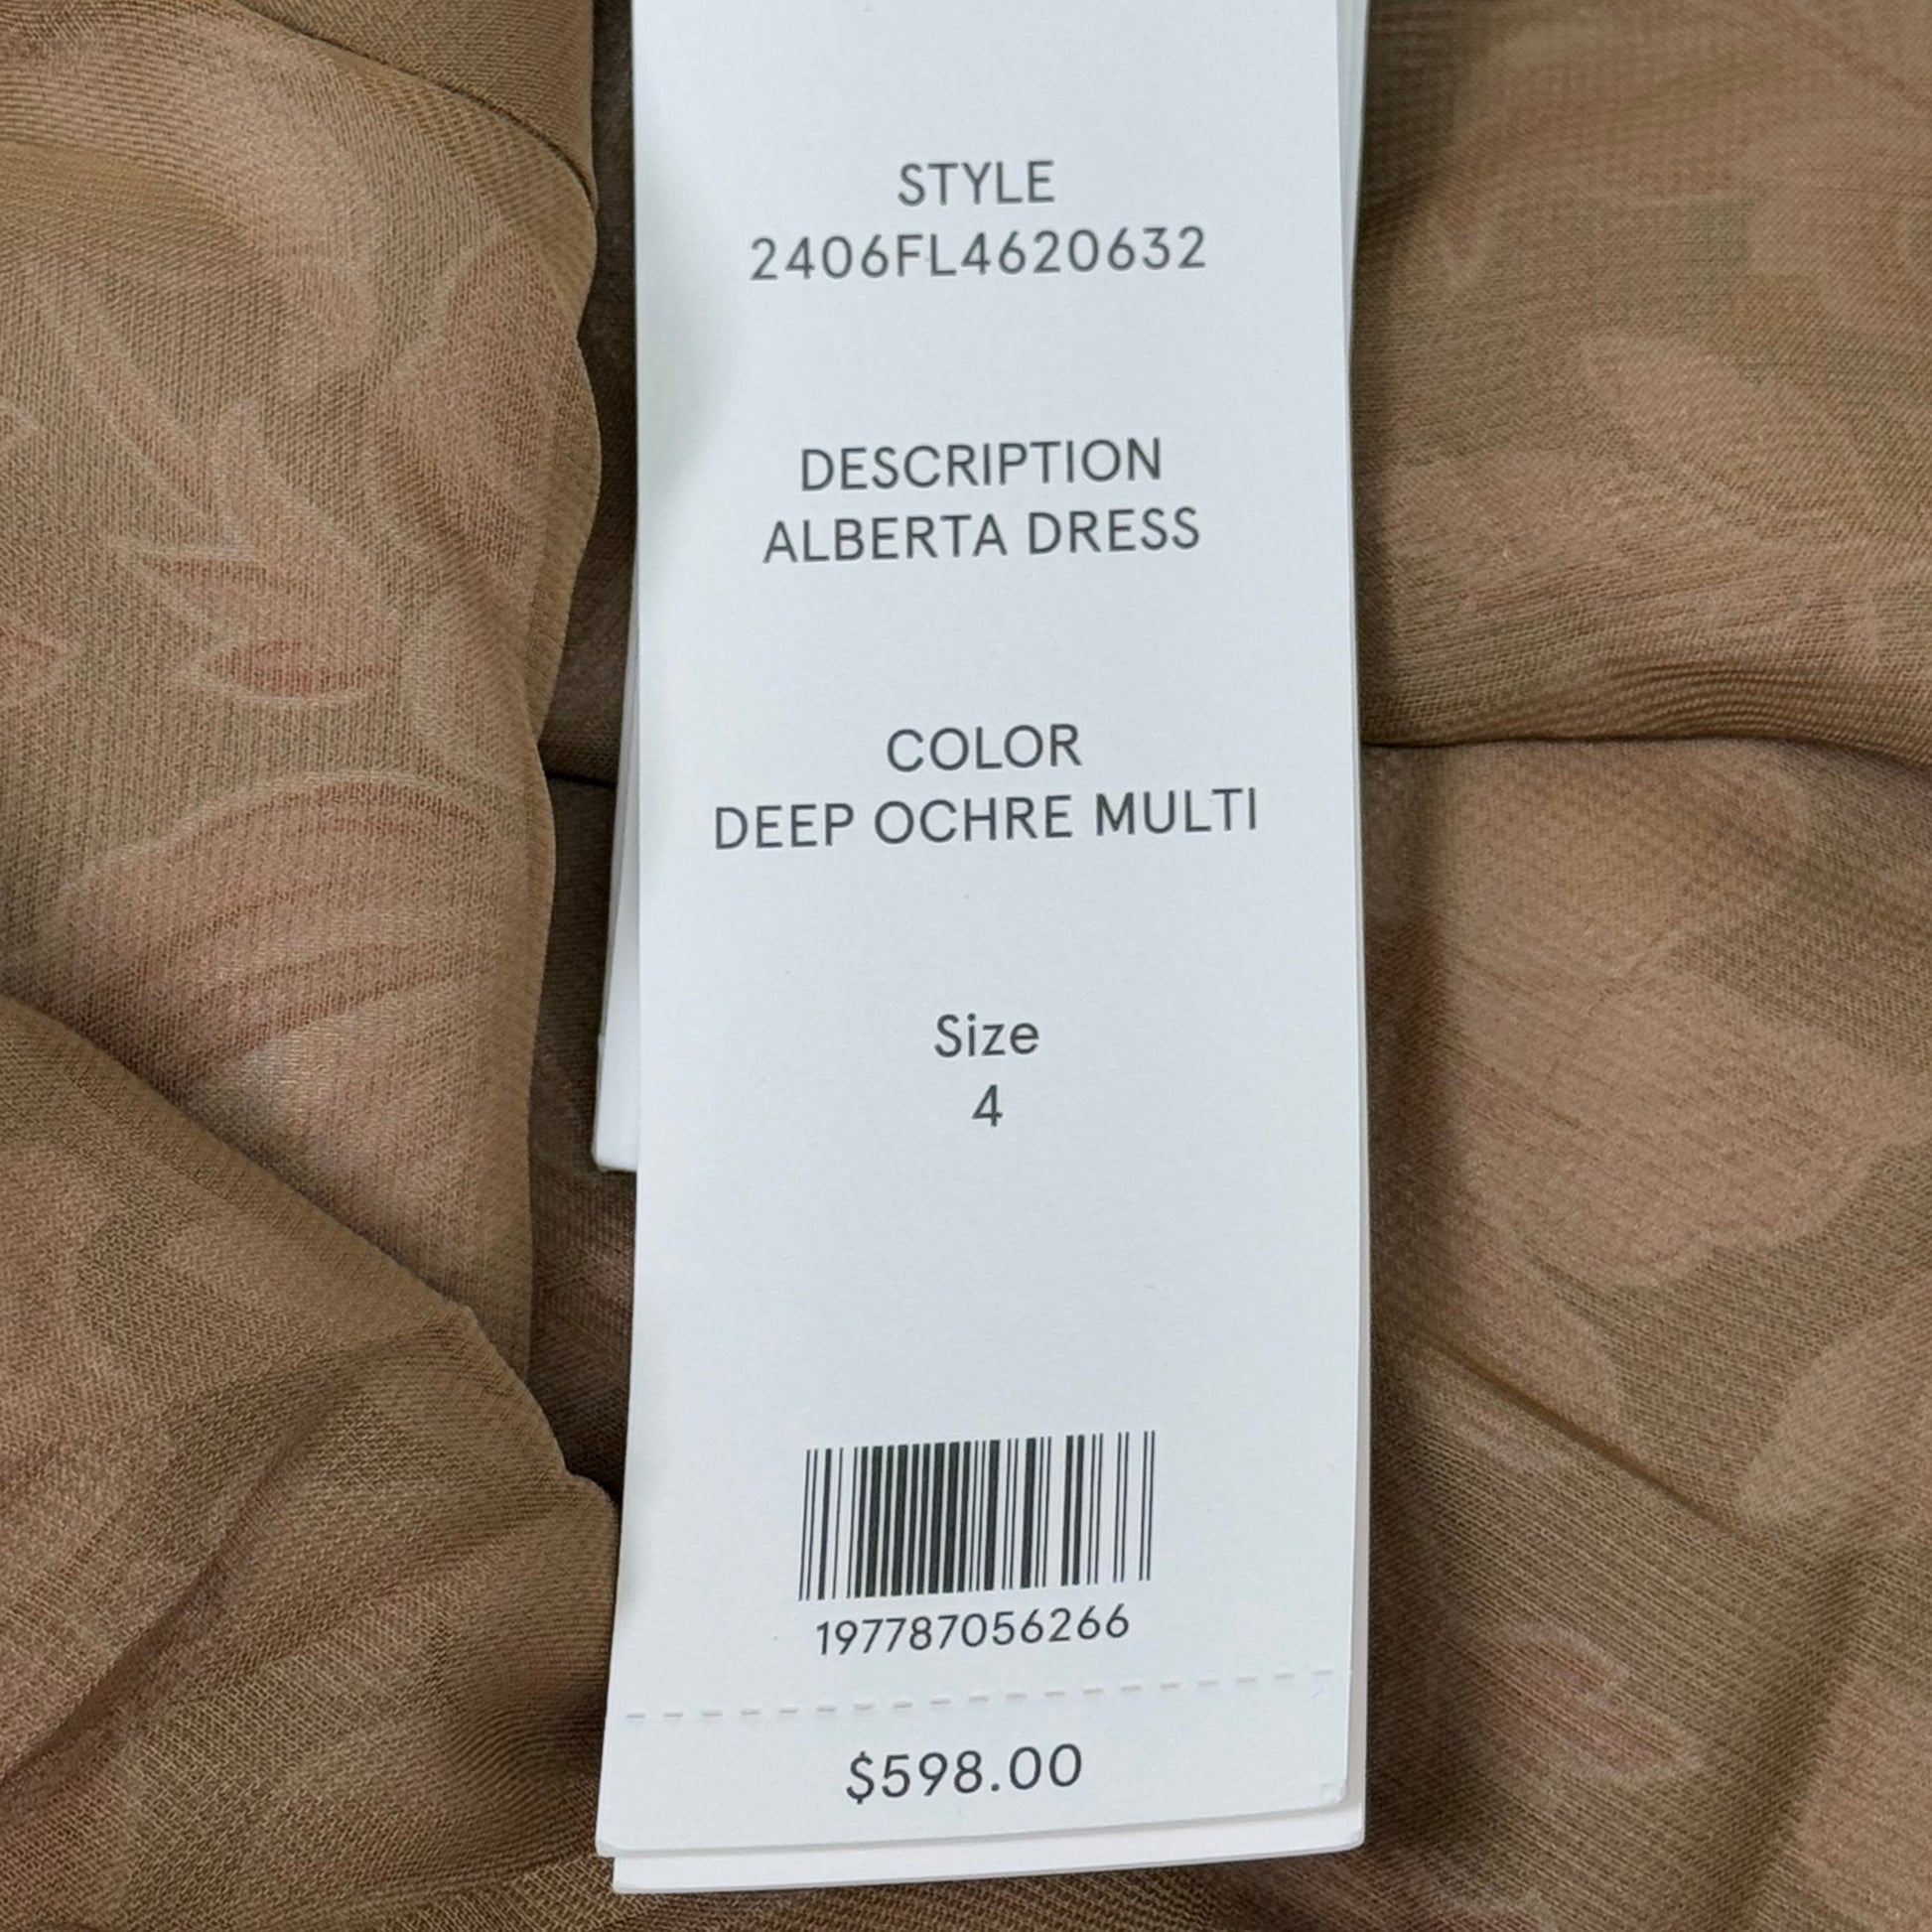 STYLE
2406FL4620632
DESCRIPTION
ALBERTA DRESS
COLOR
DEEP OCHRE MULTI
Size
4
197787056266
$598.00